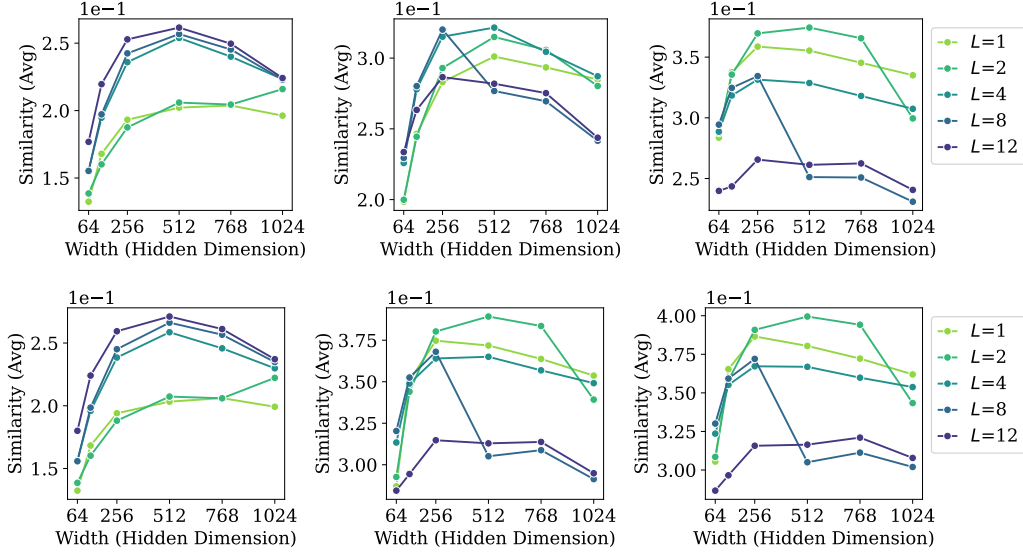 1e−1
1e−1
1e−1
Similarity (Avg)
2.5
2.0
1.5
64 256 512 768 1024
Width (Hidden Dimension)
Similarity (Avg)
3.0
2.5
2.0
64 256 512 768 1024
Width (Hidden Dimension)
Similarity (Avg)
3.5
3.0
2.5
64 256 512 768 1024
Width (Hidden Dimension)
L=1
L=2
L=4
L=8
L=12
1e−1
1e−1
1e−1
Similarity (Avg)
2.5
2.0
1.5
64 256 512 768 1024
Width (Hidden Dimension)
Similarity (Avg)
3.75
3.50
3.25
3.00
64 256 512 768 1024
Width (Hidden Dimension)
Similarity (Avg)
4.00
3.75
3.50
3.25
3.00
64 256 512 768 1024
Width (Hidden Dimension)
L=1
L=2
L=4
L=8
L=12